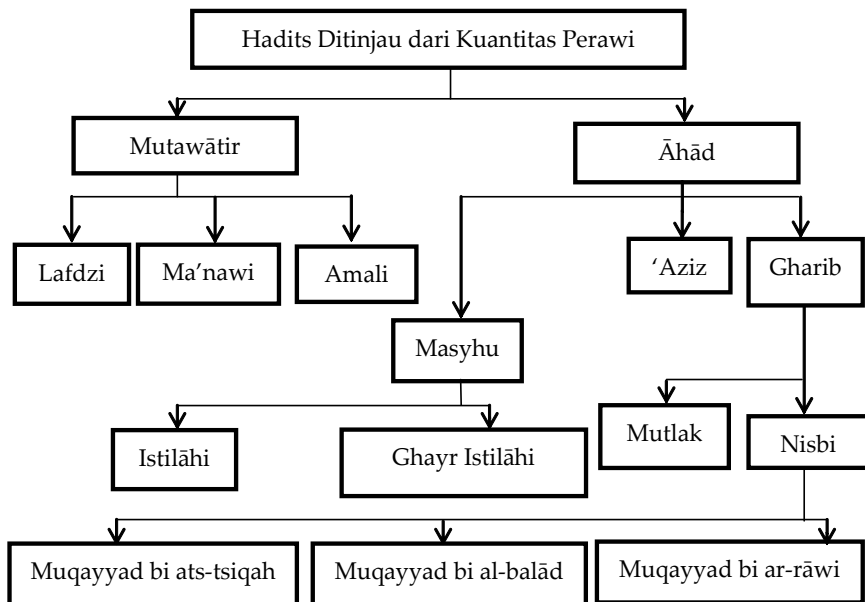 Hadits Ditinjau dari Kuantitas Perawi
Mutawātir
Āhād
Lafdzi
Ma’nawi
Amali
‘Aziz
Gharib
Masyhu
Istilāhi
Ghayr Istilāhi
Mutlak
Nisbi
Muqayyad bi ats-tsiqah
Muqayyad bi al-balād
Muqayyad bi ar-rāwi